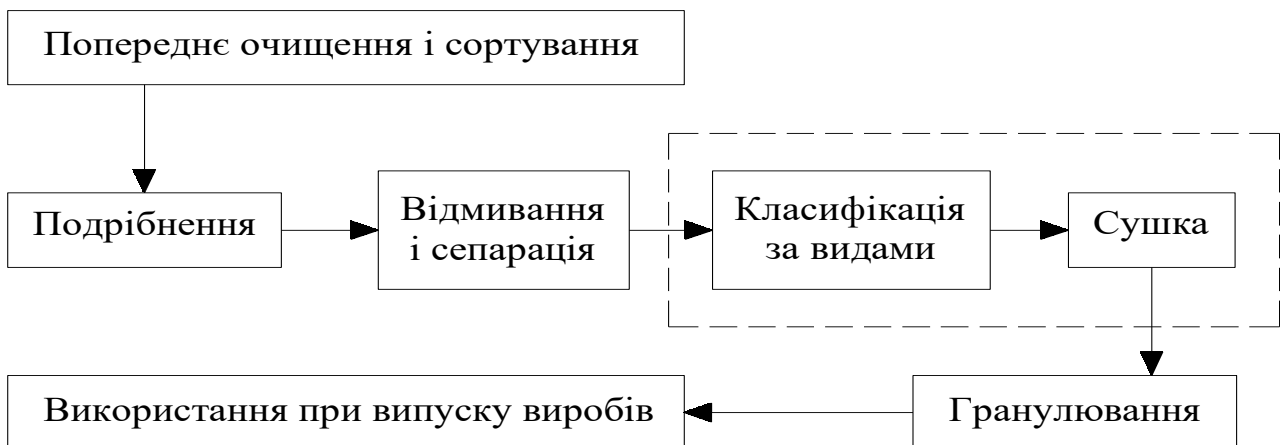 Попереднє очищення і сортування
Подрібнення
Відмивання
і сепарація
Класифікація
за видами
Сушка
Гранулювання
Використання при випуску виробів